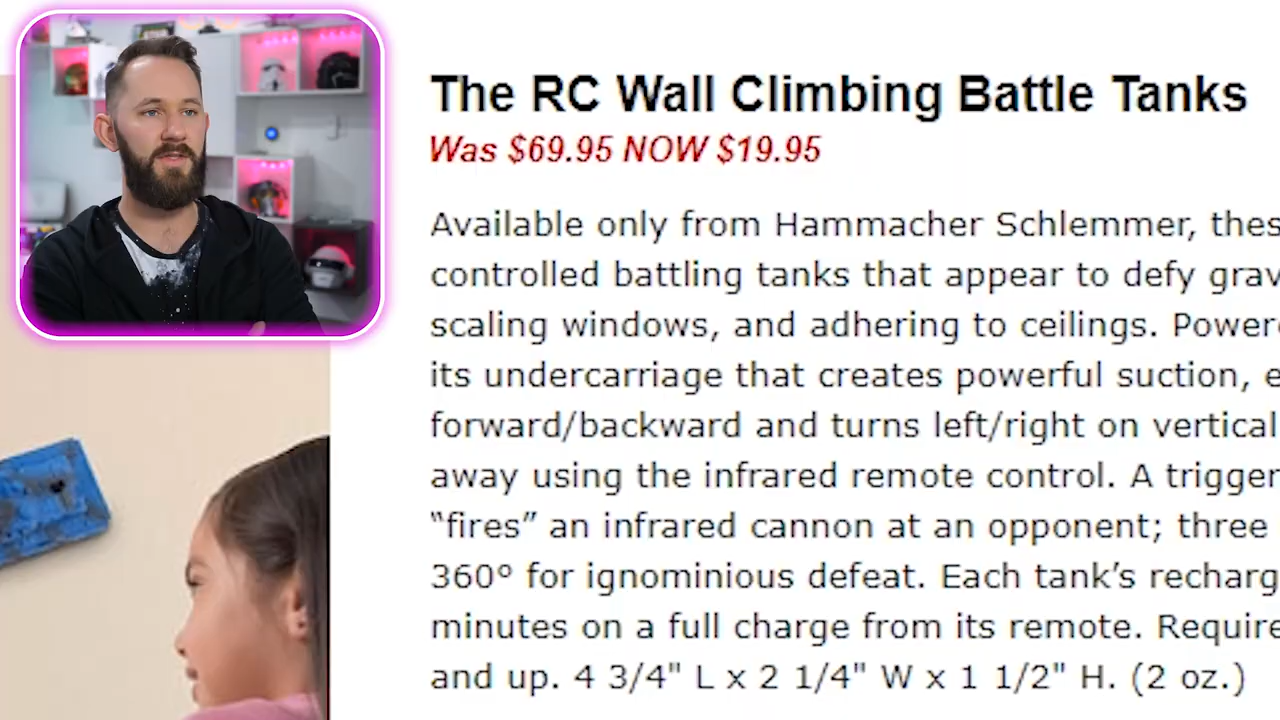 The RC Wall Climbing Battle Tanks
Was $69.95 NOW $19.95
Available only from Hammacher Schlemmer, thes
controlled battling tanks that appear to defy grav
scaling windows, and adhering to ceilings. Power
its undercarriage that creates powerful suction, e
forward/backward and turns left/right on vertical
away using the infrared remote control. A trigger
“fires” an infrared cannon at an opponent; three
360° for ignominious defeat. Each tank’s recharg
minutes on a full charge from its remote. Require
and up. 4 3/4" L x 2 1/4" W x 1 1/2" H. (2 oz.)